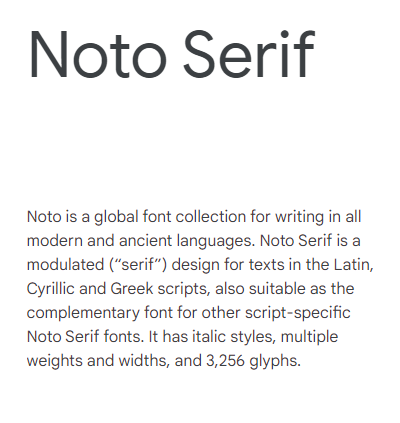 Noto Serif
Noto is a global font collection for writing in all
modern and ancient languages. Noto Serif is a
modulated (“serif”) design for texts in the Latin,
Cyrillic and Greek scripts, also suitable as the
complementary font for other script-specific
Noto Serif fonts. It has italic styles, multiple
weights and widths, and 3,256 glyphs.